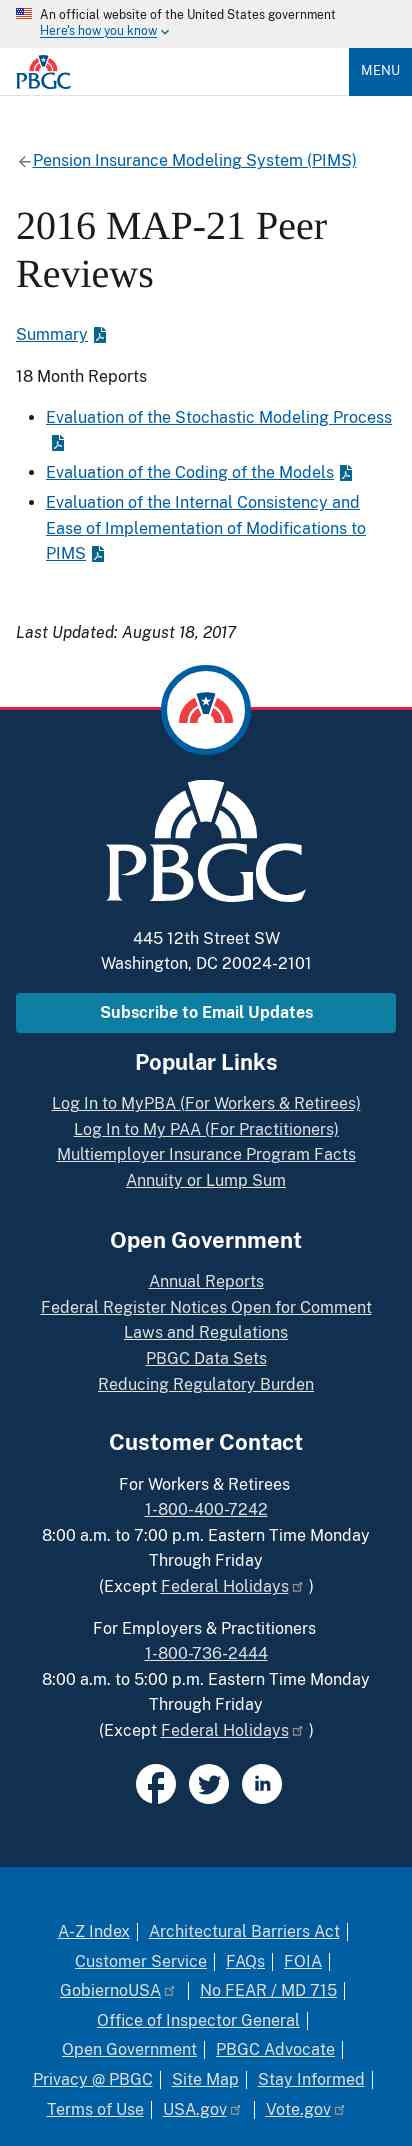 An official website of the United States government
Here's how you know
PBGC
MENU
Pension Insurance Modeling System (PIMS)
2016 MAP-21 Peer
Reviews
Summary
18 Month Reports
• Evaluation of the Stochastic Modeling Process
• Evaluation of the Coding of the Models
• Evaluation of the Internal Consistency and
Ease of Implementation of Modifications to
PIMS
Last Updated: August 18, 2017
PBGC
445 12th Street SW
Washington, DC 20024-2101
Subscribe to Email Updates
Popular Links
Log In to MyPBA (For Workers & Retirees)
Log In to My PAA (For Practitioners)
Multiemployer Insurance Program Facts
Annuity or Lump Sum
Open Government
Annual Reports
Federal Register Notices Open for Comment
Laws and Regulations
PBGC Data Sets
Reducing Regulatory Burden
Customer Contact
For Workers & Retirees
1-800-400-7242
8:00 a.m. to 7:00 p.m. Eastern Time Monday
Through Friday
(Except Federal Holidays )
For Employers & Practitioners
1-800-736-2444
8:00 a.m. to 5:00 p.m. Eastern Time Monday
Through Friday
(Except Federal Holidays )
in
A-Z Index | Architectural Barriers Act |
Customer Service | FAQs | FOIA |
GobiernoUSA | No FEAR / MD 715 |
Office of Inspector General |
Open Government | PBGC Advocate |
Privacy @ PBGC | Site Map | Stay Informed |
Terms of Use | USA.gov | Vote.gov